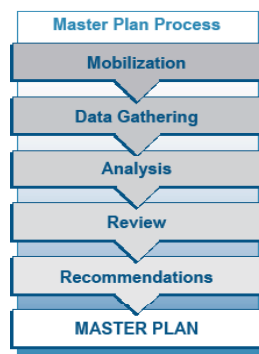 Master Plan Process
Mobilization
Data Gathering
Analysis
Review
Recommendations
MASTER PLAN